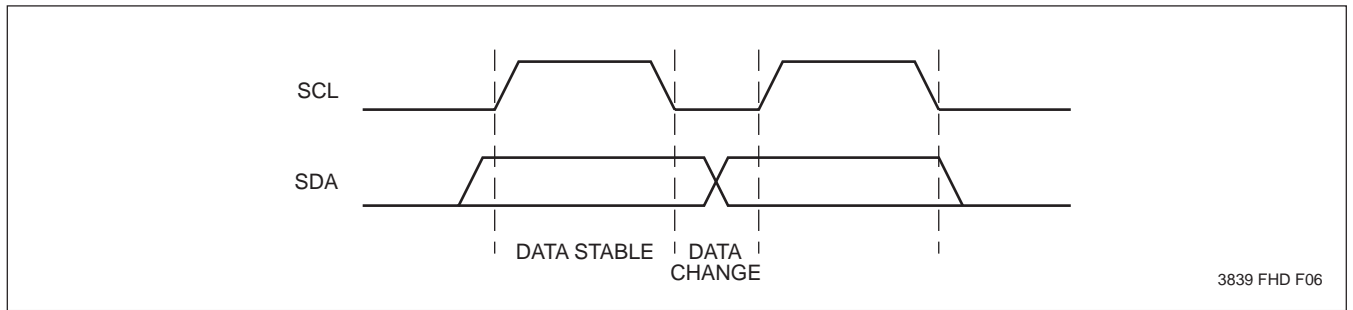 SCL
SDA
DATA STABLE
DATA
CHANGE
3839 FHD F06